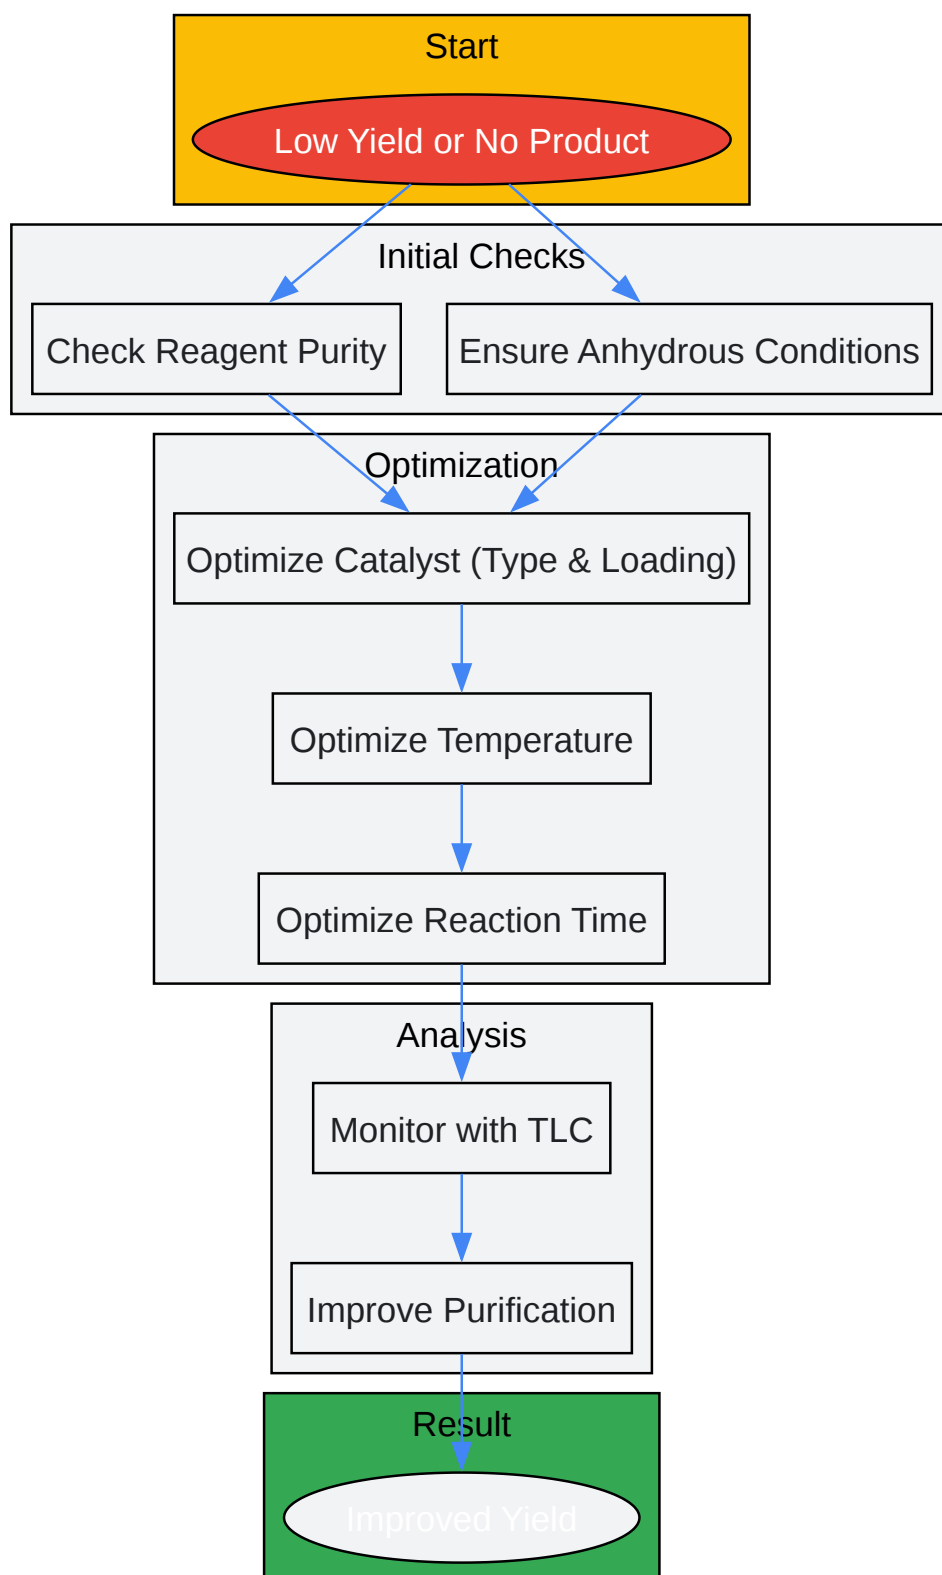 Start
Low Yield or No Product
Initial Checks
Check Reagent Purity
Ensure Anhydrous Conditions
Optimization
Optimize Catalyst (Type & Loading)
Optimize Temperature
Optimize Reaction Time
Analysis
Monitor with TLC
Improve Purification
Result
Improved Yield